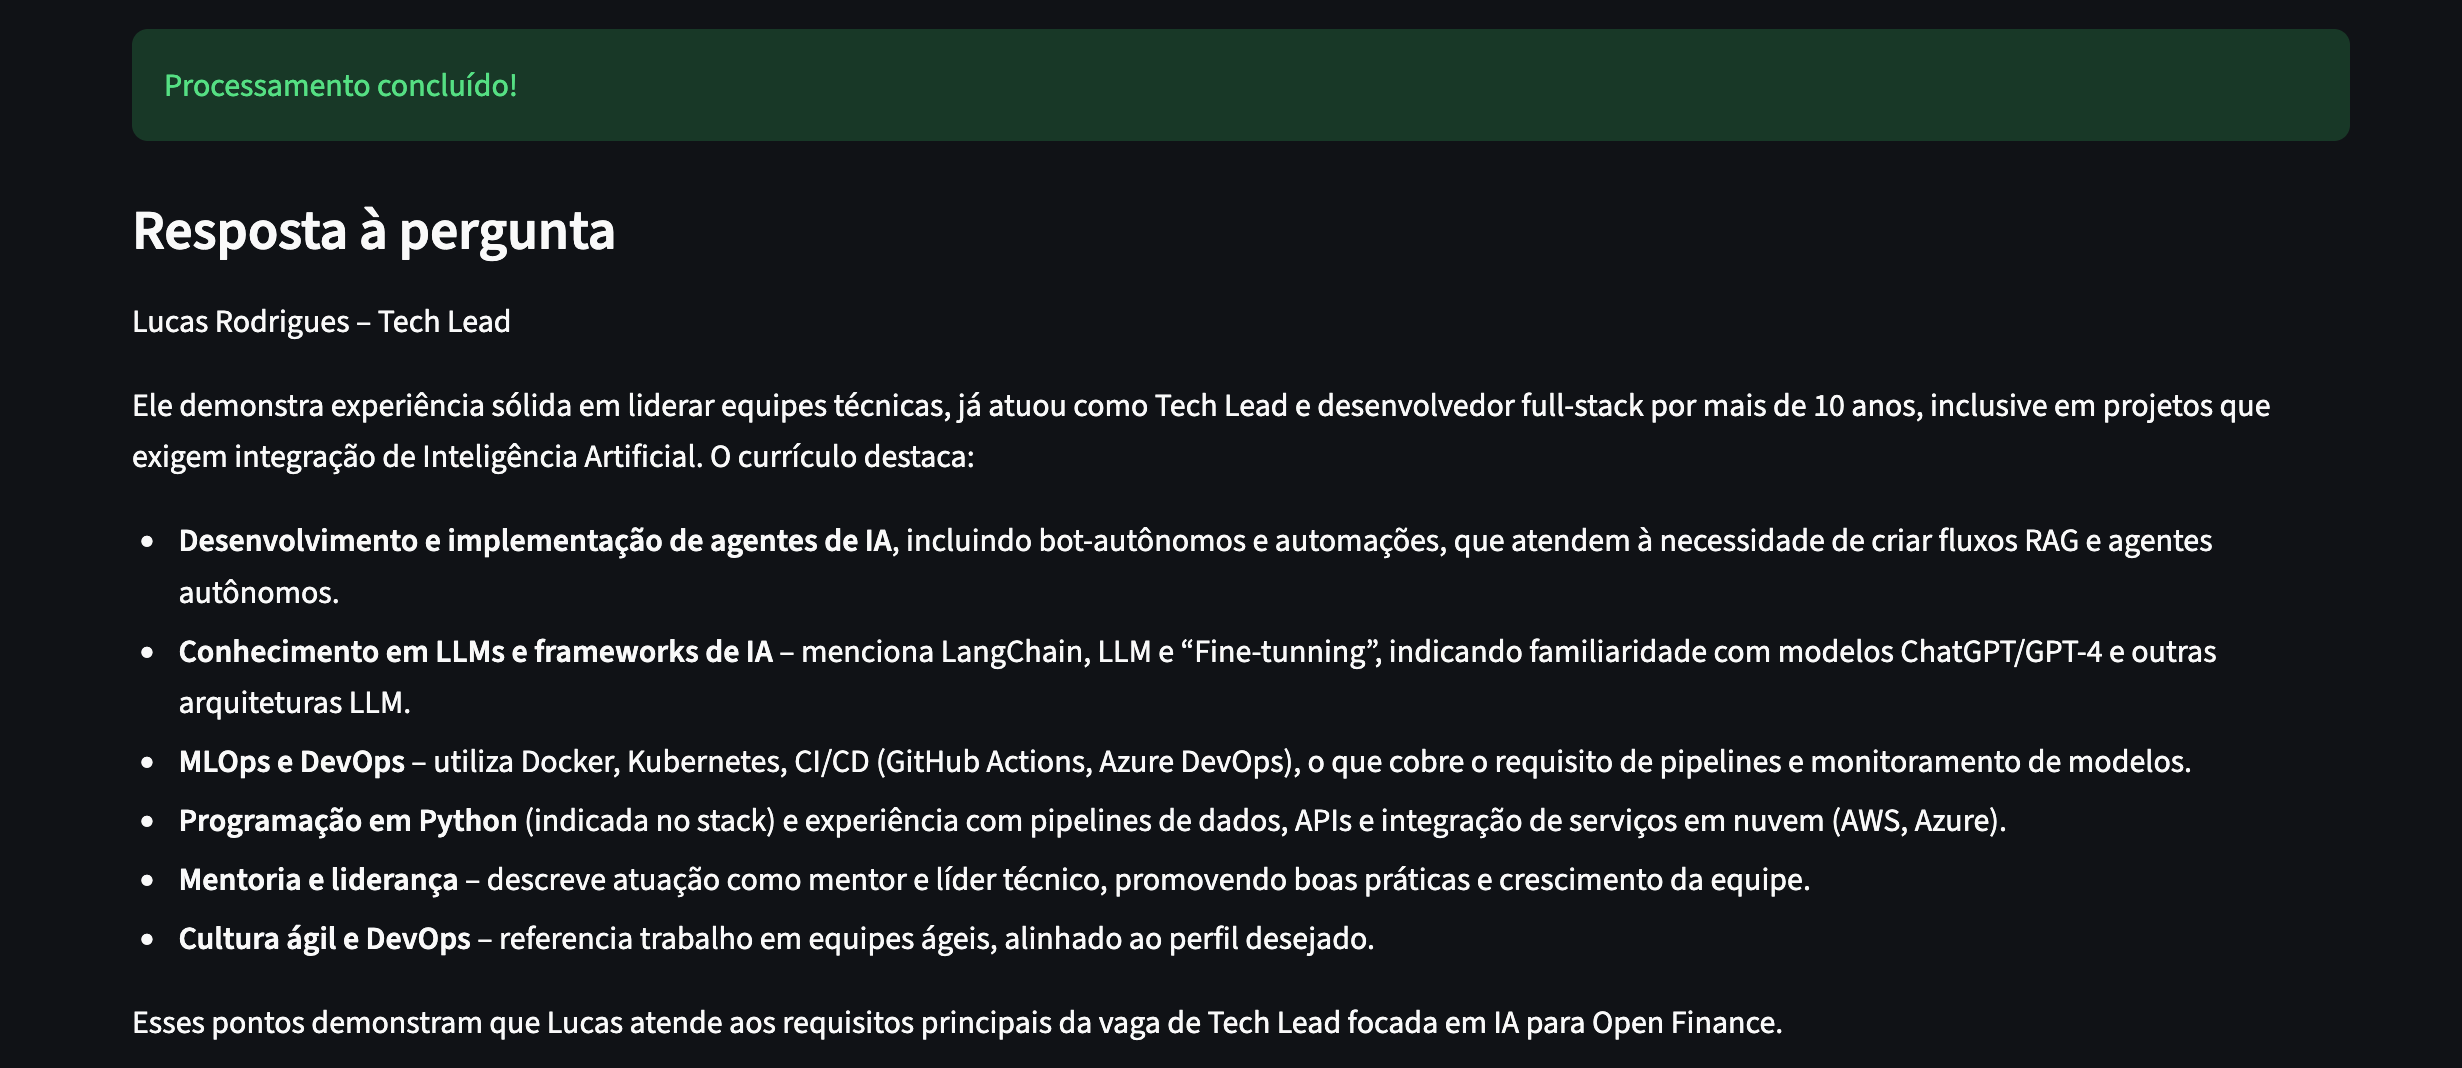 Processamento concluído!
Resposta à pergunta
Lucas Rodrigues – Tech Lead
Ele demonstra experiência sólida em liderar equipes técnicas, já atuou como Tech Lead e desenvolvedor full-stack por mais de 10 anos, inclusive em projetos que
exigem integração de Inteligência Artificial. O currículo destaca:
• Desenvolvimento e implementação de agentes de IA, incluindo bot-autônomos e automações, que atendem à necessidade de criar fluxos RAG e agentes
autônomos.
• Conhecimento em LLMs e frameworks de IA – menciona LangChain, LLM e “Fine-tunning”, indicando familiaridade com modelos ChatGPT/GPT-4 e outras
arquiteturas LLM.
• MLOps e DevOps – utiliza Docker, Kubernetes, CI/CD (GitHub Actions, Azure DevOps), o que cobre o requisito de pipelines e monitoramento de modelos.
• Programação em Python (indicada no stack) e experiência com pipelines de dados, APIs e integração de serviços em nuvem (AWS, Azure).
• Mentoria e liderança – descreve atuação como mentor e líder técnico, promovendo boas práticas e crescimento da equipe.
• Cultura ágil e DevOps – referencia trabalho em equipes ágeis, alinhado ao perfil desejado.
Esses pontos demonstram que Lucas atende aos requisitos principais da vaga de Tech Lead focada em IA para Open Finance.